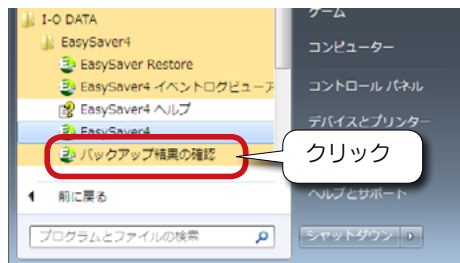 I-O DATA
EasySaver4
EasySaver Restore
EasySaver4 イベントログビューア
EasySaver4 ヘルプ
EasySaver4
バックアップ結果の確認
前に戻る
プログラムとファイルの検索
ゲーム
コンピューター
コントロール パネル
デバイスとプリンター
クリック
ヘルプとサポート
シャットダウン